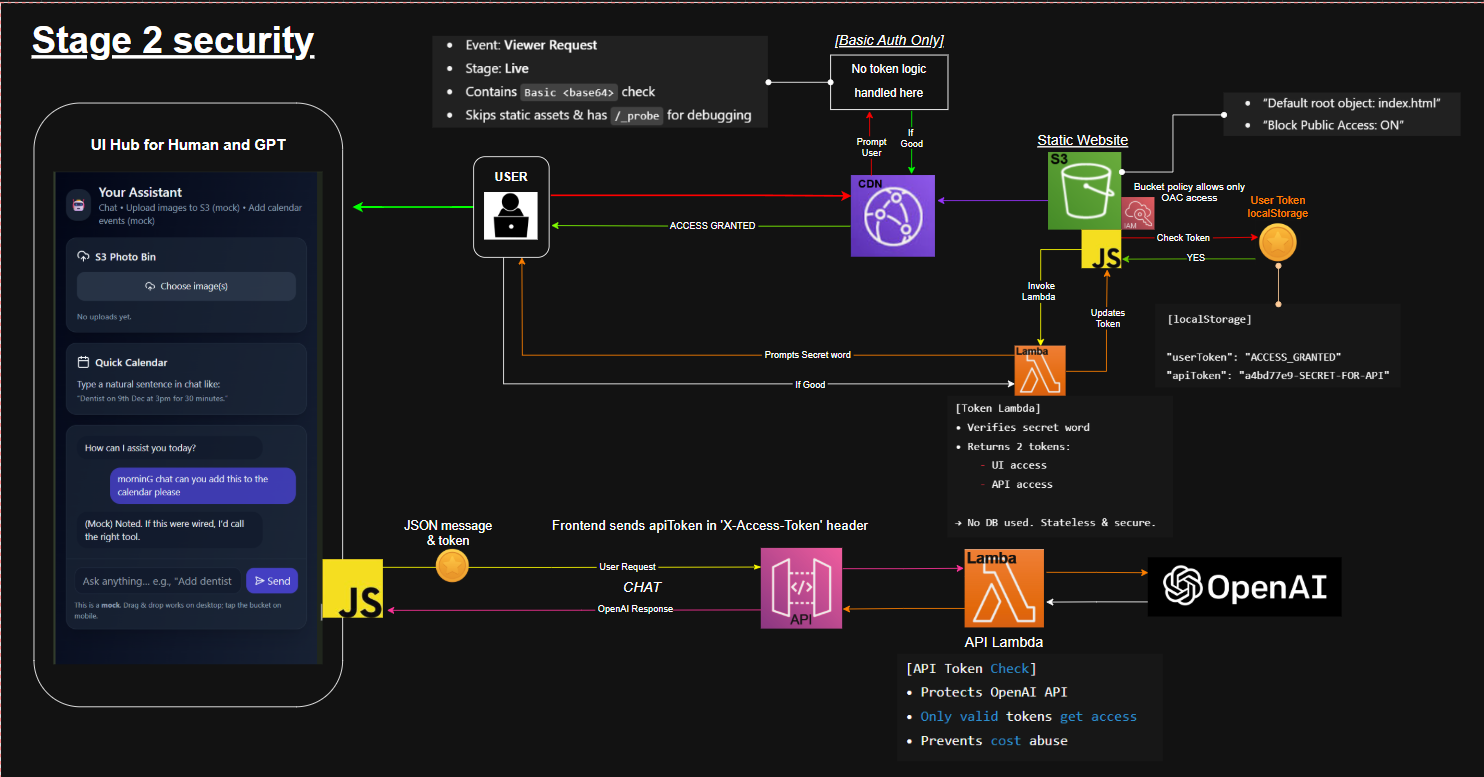 Stage 2 security
• Event: Viewer Request
• Stage: Live
• Contains Basic <base64> check
• Skips static assets & has /_probe for debugging
[Basic Auth Only]
No token logic
handled here
Prompt
User
If
Good
CDN
• “Default root object: index.html”
• “Block Public Access: ON”
Static Website
S3
Bucket policy allows only
OAC access
IAM
User Token
localStorage
JS
Check Token
YES
USER
ACCESS GRANTED
Invoke
Lambda
Updates
Token
[localStorage]
"userToken": "ACCESS_GRANTED"
"apiToken": "a4bd77e9-SECRET-FOR-API"
Prompts Secret word
If Good
Lamba
[Token Lambda]
• Verifies secret word
• Returns 2 tokens:
- UI access
- API access
→ No DB used. Stateless & secure.
UI Hub for Human and GPT
Your Assistant
Chat • Upload images to S3 (mock) • Add calendar
events (mock)
S3 Photo Bin
Choose image(s)
No uploads yet.
Quick Calendar
Type a natural sentence in chat like:
"Dentist on 9th Dec at 3pm for 30 minutes."
How can I assist you today?
morninG chat can you add this to the
calendar please
(Mock) Noted. If this were wired, I'd call
the right tool.
Ask anything... e.g., "Add dentist
Send
This is a mock. Drag & drop works on desktop; tap the bucket on
mobile.
JS
JSON message
& token
Frontend sends apiToken in 'X-Access-Token' header
User Request
CHAT
OpenAI Response
API
Lamba
API Lambda
OpenAI
[API Token Check]
• Protects OpenAI API
• Only valid tokens get access
• Prevents cost abuse